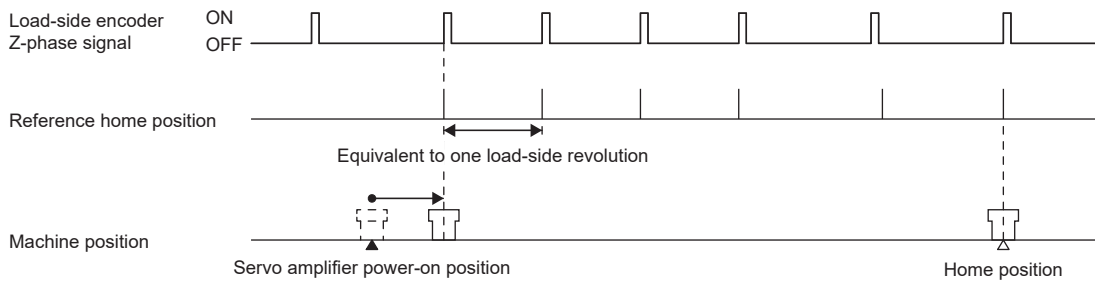 Load-side encoder
Z-phase signal
ON
OFF
Reference home position
Equivalent to one load-side revolution
Machine position
Servo amplifier power-on position
Home position